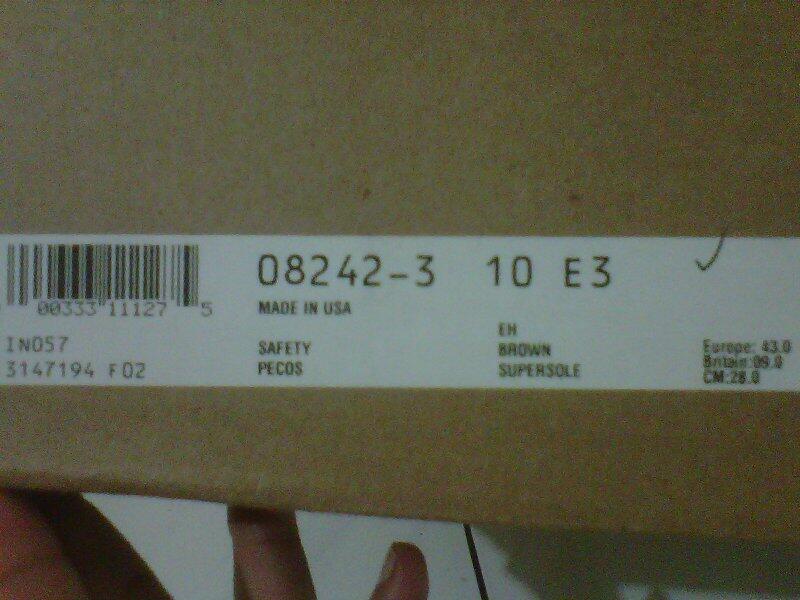 08242-3 10 E3
00333 11127 5
MADE IN USA
IN057
3147194 F02
SAFETY
PECOS
EH
BROWN
SUPERSOLE
Europe: 43.0
Britain:09.0
CM:28.0